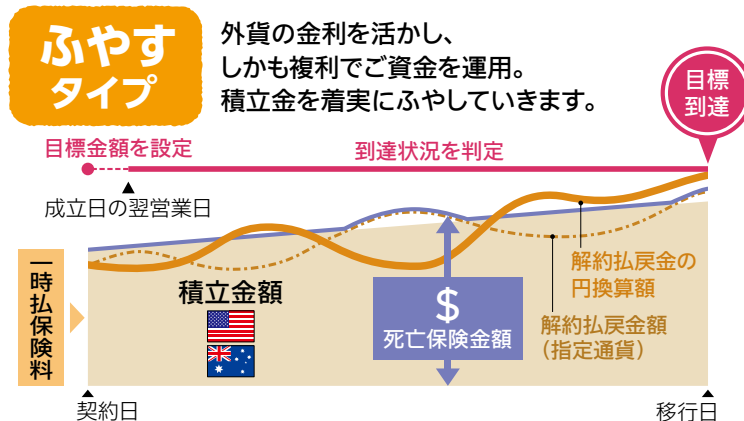 ふやす
タイプ
外貨の金利を活かし、
しかも複利でご資金を運用。
積立金を着実にふやしていきます。
目標
到達
目標金額を設定
到達状況を判定
成立日の翌営業日
一時払保険料
積立金額
$
死亡保険金額
解約払戻金の
円換算額
解約払戻金額
（指定通貨）
契約日
移行日